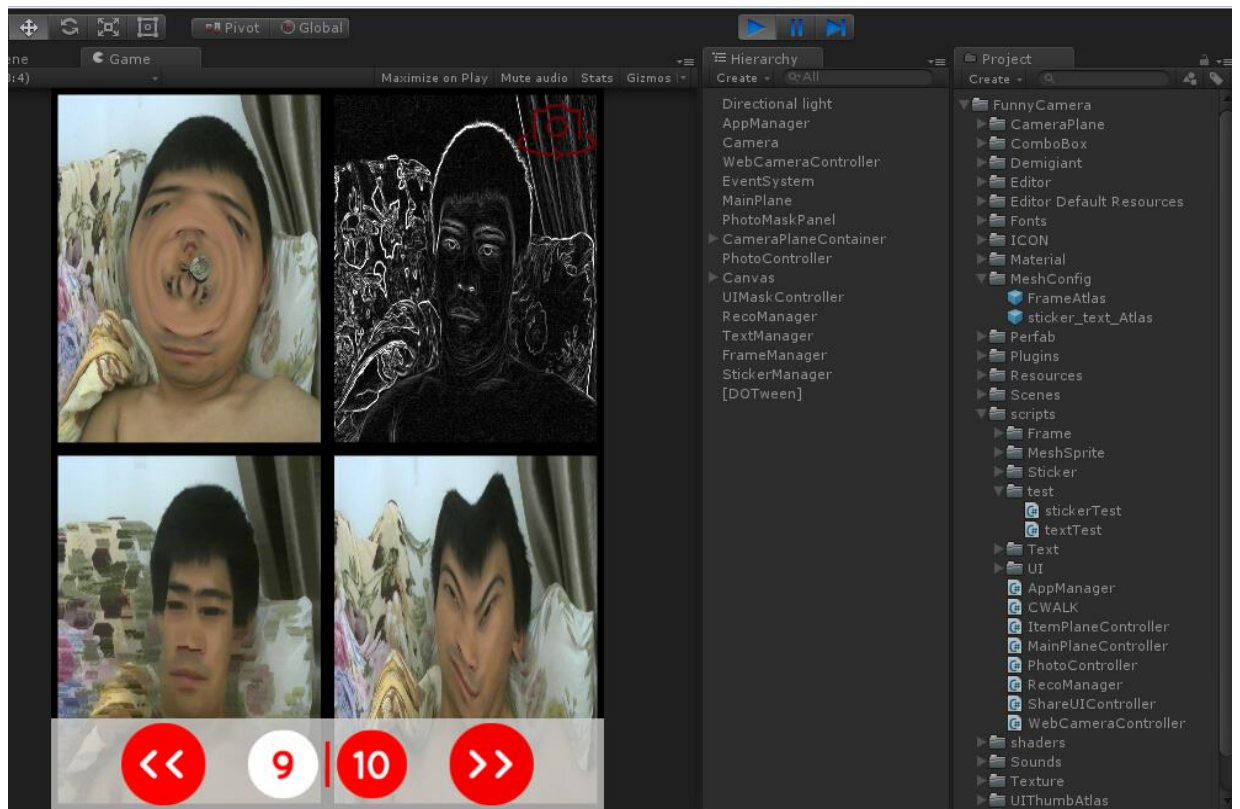 Pivot Global
ene Game
3:4)
Maximize on Play Mute audio Stats Gizmos
<< 9 | 10 >>
Hierarchy
Create All
Directional light
AppManager
Camera
WebCameraController
EventSystem
MainPlane
PhotoMaskPanel
CameraPlaneContainer
PhotoController
Canvas
UIMaskController
RecoManager
TextManager
FrameManager
StickerManager
[DOTween]
Project
Create
FunnyCamera
CameraPlane
ComboBox
Demigiant
Editor
Editor Default Resources
Fonts
ICON
Material
MeshConfig
FrameAtlas
sticker_text_Atlas
Perfab
Plugins
Resources
Scenes
scripts
Frame
MeshSprite
Sticker
test
stickerTest
textTest
Text
UI
AppManager
CWALK
ItemPlaneController
MainPlaneController
PhotoController
RecoManager
ShareUIController
WebCameraController
shaders
Sounds
Texture
UIThumbAtlas